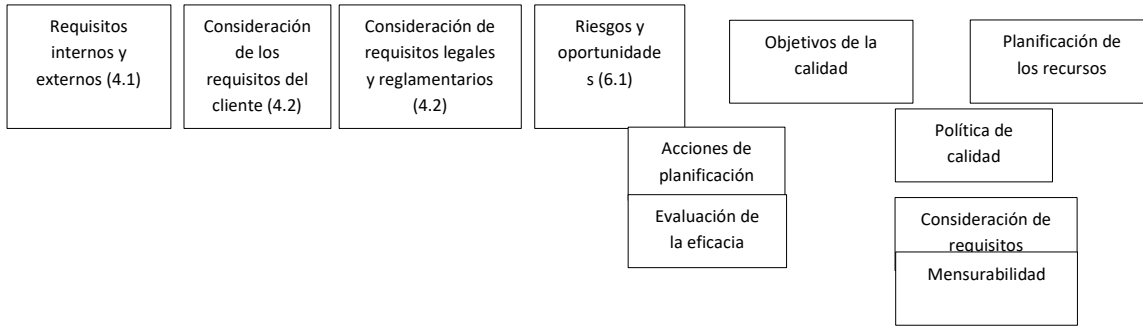 Requisitos
internos y
externos (4.1)
Consideración
de los
requisitos del
cliente (4.2)
Consideración de
requisitos legales
y reglamentarios
(4.2)
Riesgos y
oportunidade
s (6.1)
Objetivos de la
calidad
Planificación de
los recursos
Acciones de
planificación
Evaluación de
la eficacia
Política de
calidad
Consideración de
requisitos
Mensurabilidad